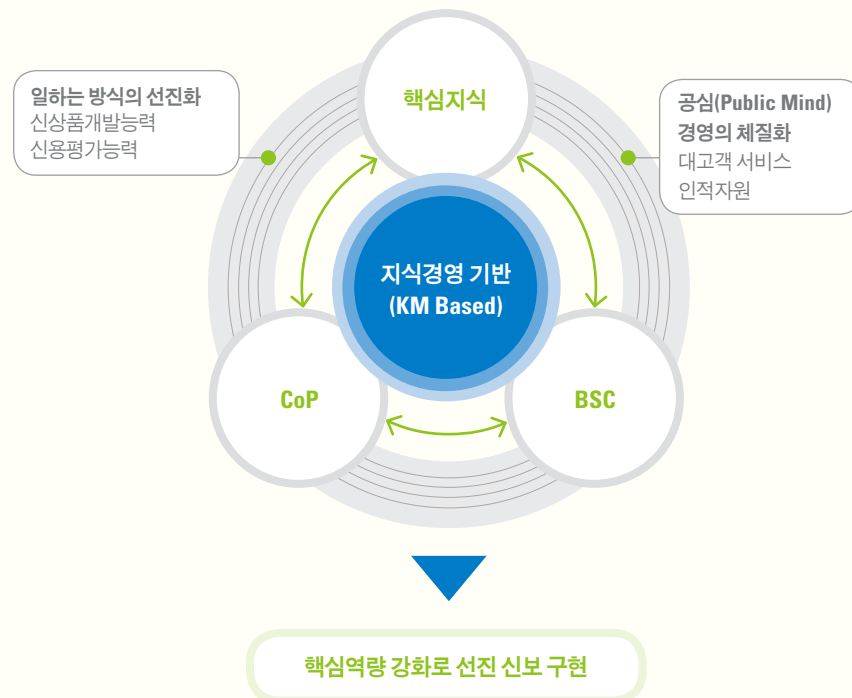 핵심지식
일하는 방식의 선진화
신상품개발능력
신용평가능력
공심(Public Mind)
경영의 체질화
대고객 서비스
인적자원
지식경영 기반
(KM Based)
CoP
BSC
핵심역량 강화로 선진 신보 구현